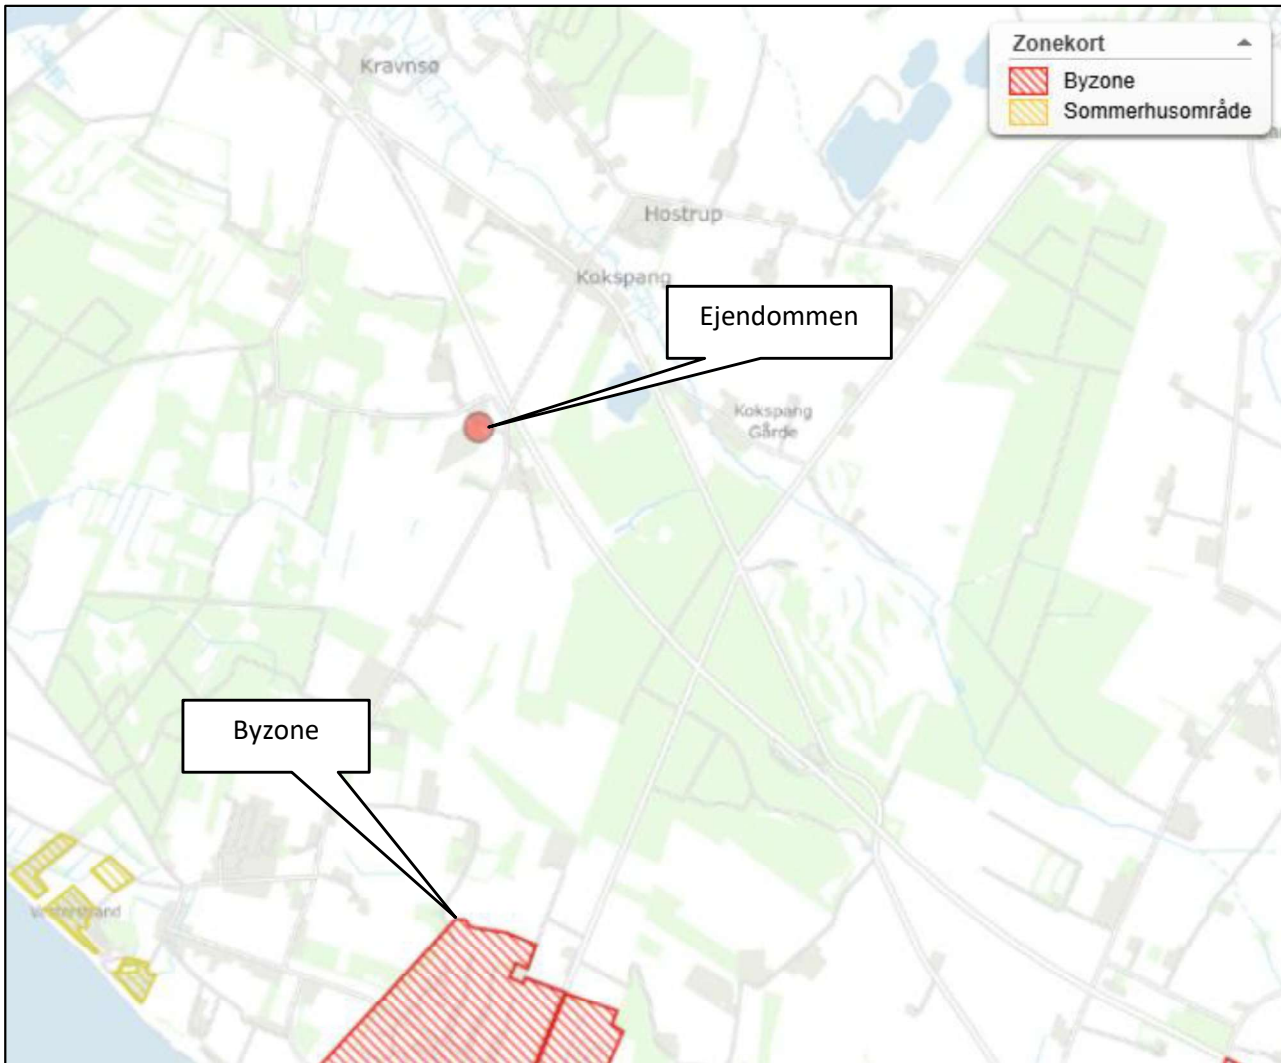 Kravnsø
Zonekort
Byzone
Sommerhusområde
Hostrup
Kokspang
Ejendommen
Kokspang
Gårde
Byzone